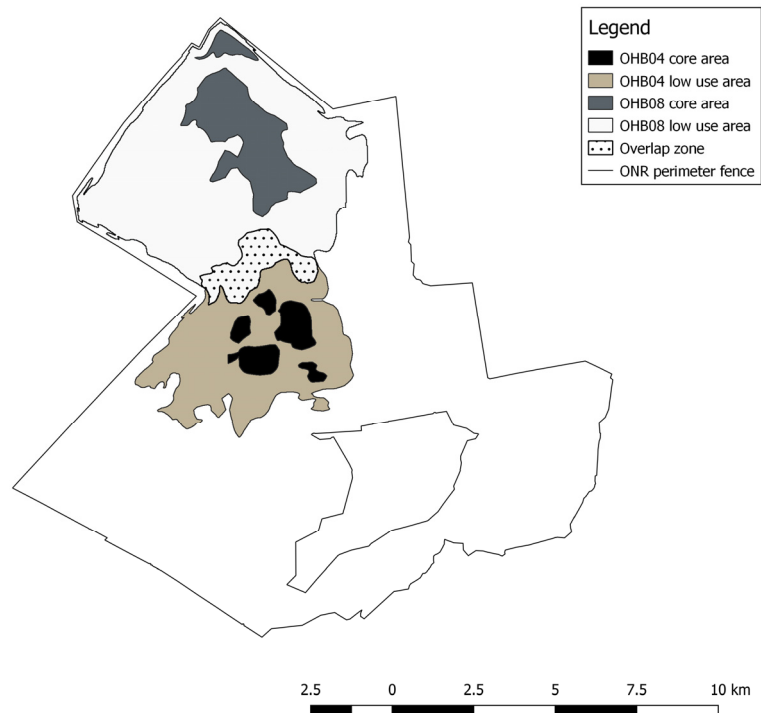 Legend
OHB04 core area
OHB04 low use area
OHB08 core area
OHB08 low use area
Overlap zone
ONR perimeter fence
2.5 0 2.5 5 7.5 10 km